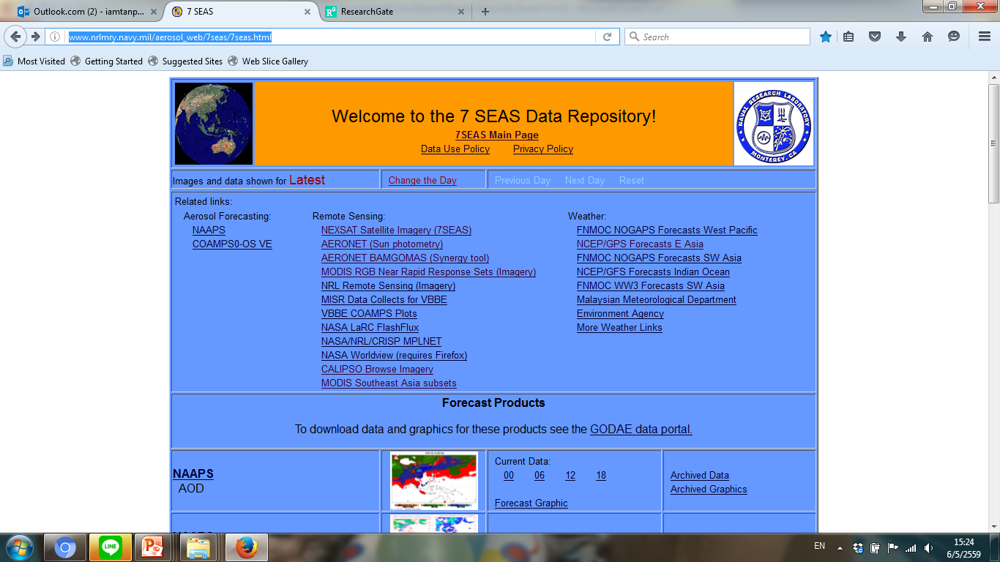 Outlook.com (2) - iamtanp...
7 SEAS
ResearchGate
www.nrlmry.navy.mil/aerosol_web/7seas/7seas.html
Search
Most Visited
Getting Started
Suggested Sites
Web Slice Gallery
Welcome to the 7 SEAS Data Repository!
7SEAS Main Page
Data Use Policy Privacy Policy
NAVAL RESEARCH LABORATORY
MONTEREY, CA
Images and data shown for Latest
Change the Day
Previous Day Next Day Reset
Related links:
Aerosol Forecasting:
NAAPS
COAMPS0-OS VE
Remote Sensing:
NEXSAT Satellite Imagery (7SEAS)
AERONET (Sun photometry)
AERONET BAMGOMAS (Synergy tool)
MODIS RGB Near Rapid Response Sets (Imagery)
NRL Remote Sensing (Imagery)
MISR Data Collects for VBBE
VBBE COAMPS Plots
NASA LaRC FlashFlux
NASA/NRL/CRISP MPLNET
NASA Worldview (requires Firefox)
CALIPSO Browse Imagery
MODIS Southeast Asia subsets
Weather:
FNMOC NOGAPS Forecasts West Pacific
NCEP/GPS Forecasts E Asia
FNMOC NOGAPS Forecasts SW Asia
NCEP/GFS Forecasts Indian Ocean
FNMOC WW3 Forecasts SW Asia
Malaysian Meteorological Department
Environment Agency
More Weather Links
Forecast Products
To download data and graphics for these products see the GODAE data portal.
NAAPS
AOD
Current Data:
00 06 12 18
Forecast Graphic
Archived Data
Archived Graphics
LINE
EN
15:24
6/5/2559